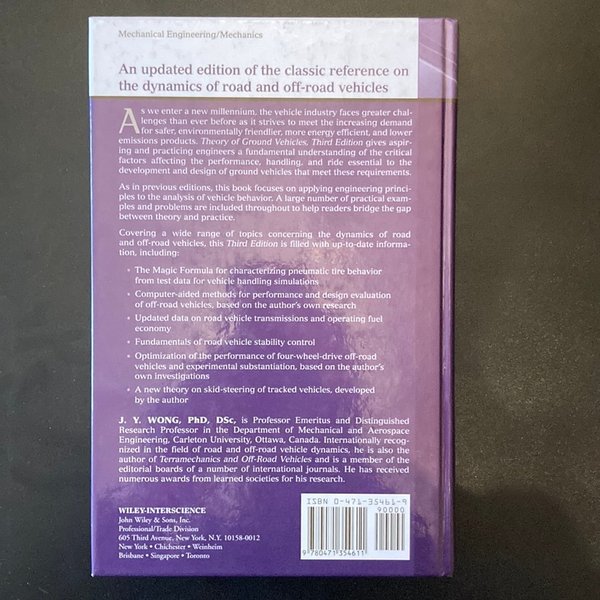 Mechanical Engineering/Mechanics
An updated edition of the classic reference on
the dynamics of road and off-road vehicles
As we enter a new millennium, the vehicle industry faces greater chal-
lenges than ever before as it strives to meet the increasing demand
for safer, environmentally friendlier, more energy efficient, and lower
emissions products. Theory of Ground Vehicles, Third Edition gives aspir-
ing and practicing engineers a fundamental understanding of the critical
factors affecting the performance, handling, and ride essential to the
development and design of ground vehicles that meet these requirements.
As in previous editions, this book focuses on applying engineering princi-
ples to the analysis of vehicle behavior. A large number of practical exam-
ples and problems are included throughout to help readers bridge the gap
between theory and practice.
Covering a wide range of topics concerning the dynamics of road
and off-road vehicles, this Third Edition is filled with up-to-date informa-
tion, including:
• The Magic Formula for characterizing pneumatic tire behavior
from test data for vehicle handling simulations
• Computer-aided methods for performance and design evaluation
of off-road vehicles, based on the author's own research
• Updated data on road vehicle transmissions and operating fuel
economy
• Fundamentals of road vehicle stability control
• Optimization of the performance of four-wheel-drive off-road
vehicles and experimental substantiation, based on the author's
own investigations
• A new theory on skid-steering of tracked vehicles, developed
by the author
J. Y. WONG, PhD, DSc, is Professor Emeritus and Distinguished
Research Professor in the Department of Mechanical and Aerospace
Engineering, Carleton University, Ottawa, Canada. Internationally recog-
nized in the field of road and off-road vehicle dynamics, he is also the
author of Terramechanics and Off-Road Vehicles and is a member of the
editorial boards of a number of international journals. He has received
numerous awards from learned societies for his research.
WILEY-INTERSCIENCE
John Wiley & Sons, Inc.
Professional/Trade Division
605 Third Avenue, New York, N.Y. 10158-0012
New York • Chichester • Weinheim
Brisbane • Singapore • Toronto
ISBN 0-471-35461-9
90000
9 780471 354611